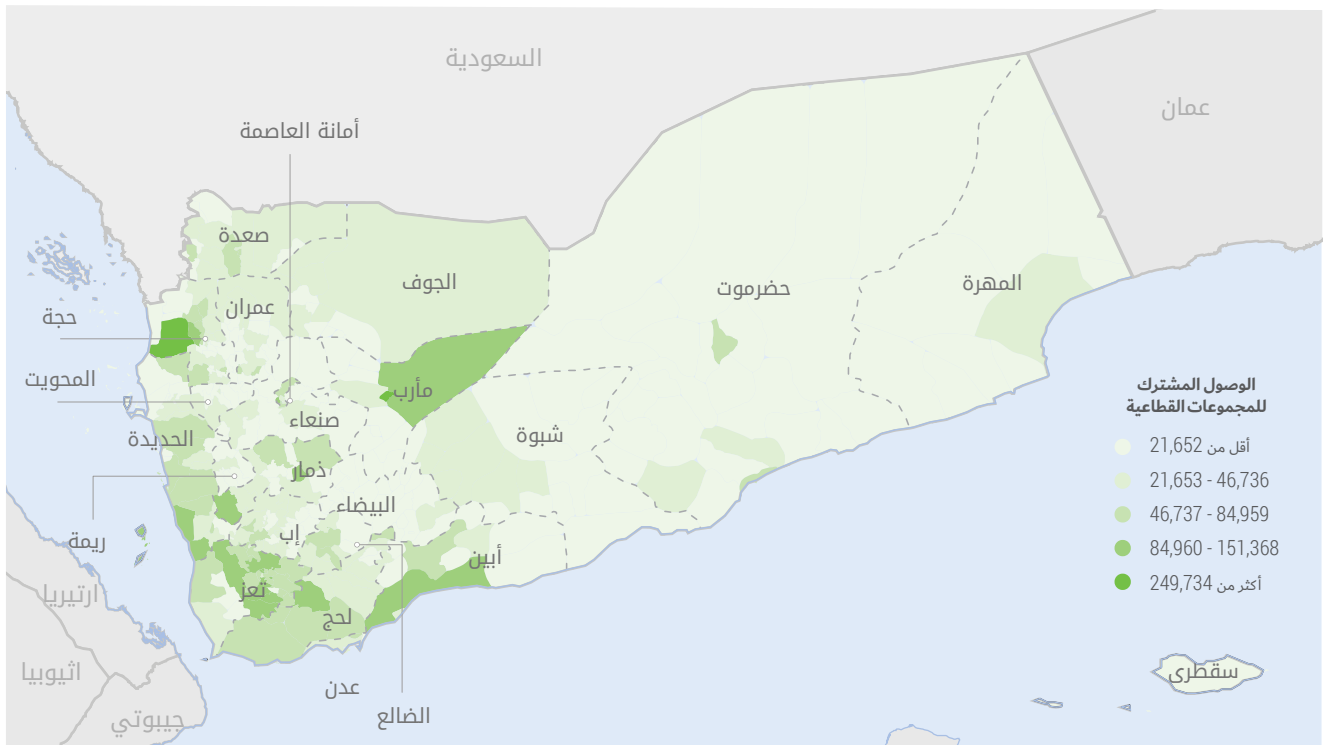 السعودية
عمان
أمانة العاصمة
صعدة
الجوف
حضرموت
المهرة
عمران
حجة
المحويت
مأرب
صنعاء
شبوة
الحديدة
ذمار
البيضاء
إب
ريمة
أبين
تعز
لحج
ارتيريا
اثيوبيا
جيبوتي
عدن
الضالع
سقطرى
الوصول المشترك
للمجموعات القطاعية
أقل من 21,652
21,653 - 46,736
46,737 - 84,959
84,960 - 151,368
أكثر من 249,734